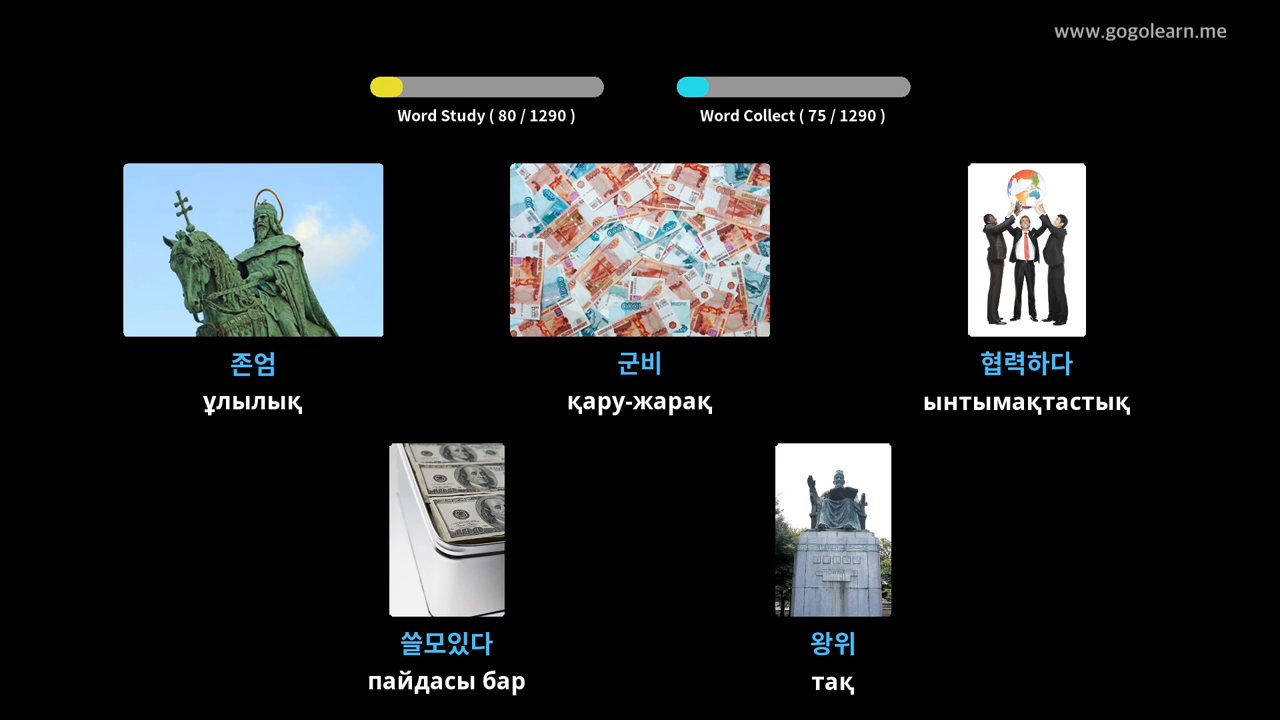 www.gogolearn.me
Word Study ( 80 / 1290 )
Word Collect ( 75 / 1290 )
존엄
ұлылық
군비
қару-жарақ
협력하다
ынтымақтастық
쓸모있다
пайдасы бар
왕위
тақ